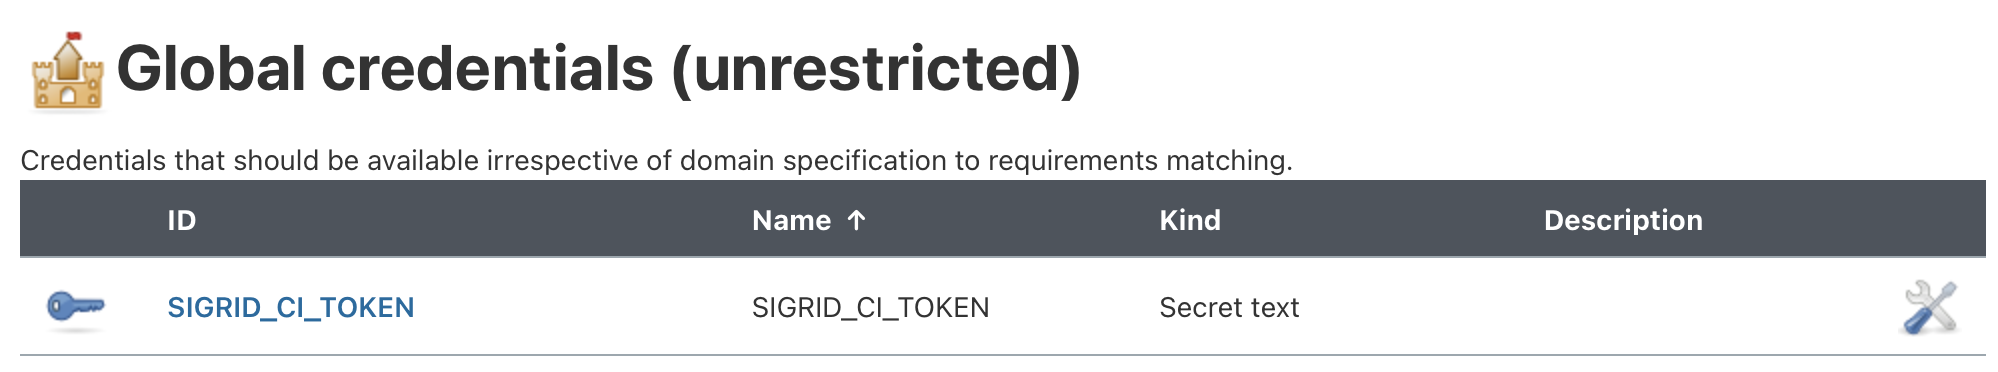 Global credentials (unrestricted)
Credentials that should be available irrespective of domain specification to requirements matching.
ID Name ↑ Kind Description
SIGRID_CI_TOKEN SIGRID_CI_TOKEN Secret text